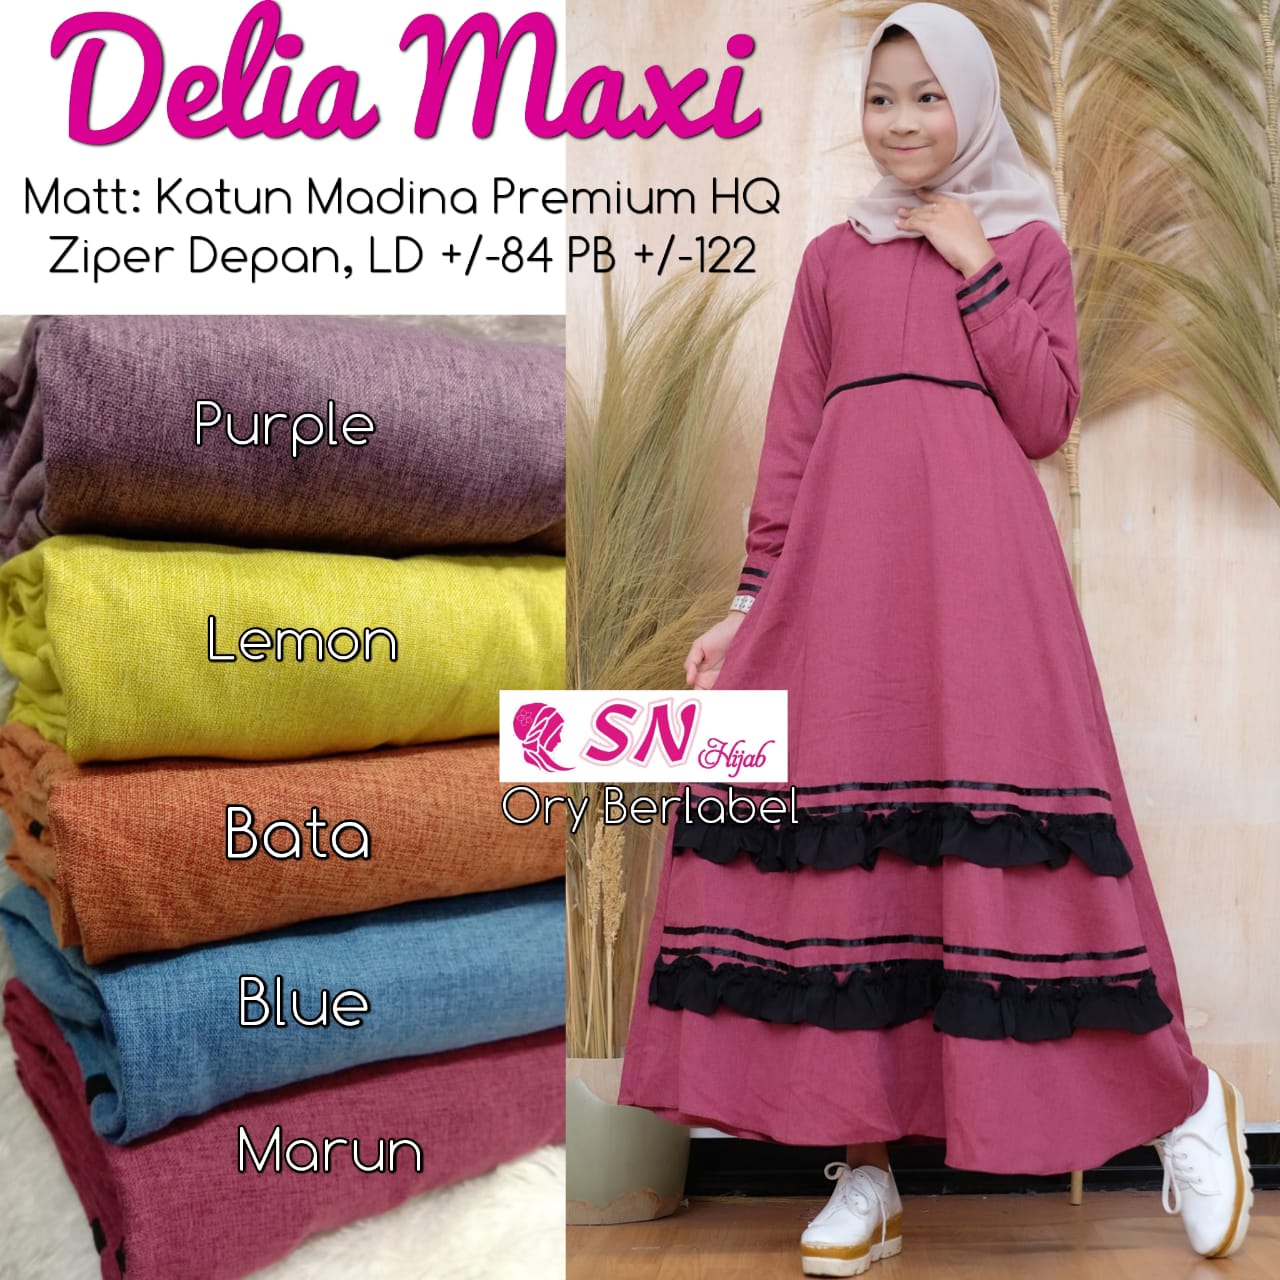 Delia Maxi
Matt: Katun Madina Premium HQ
Ziper Depan, LD +/-84 PB +/-122
Purple
Lemon
Bata
Blue
Marun
SN Hijab
Ory Berlabel